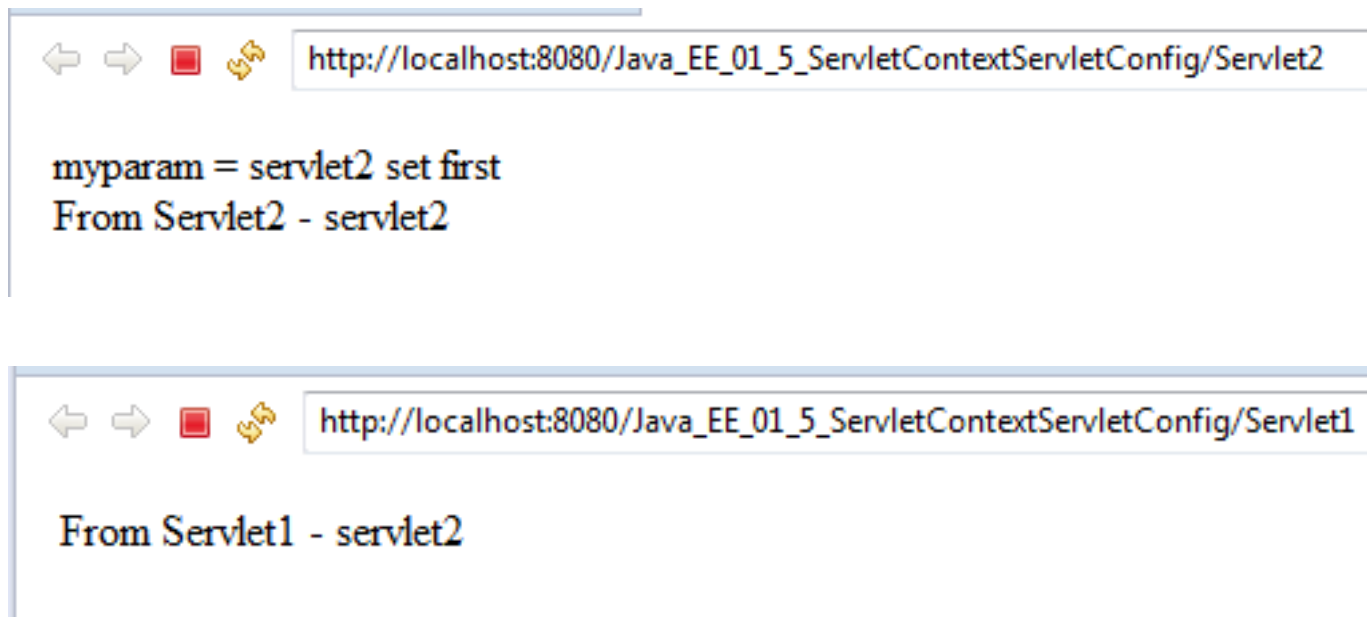 http://localhost:8080/Java_EE_01_5_ServletContextServletConfig/Servlet2
myparam = servlet2 set first
From Servlet2 - servlet2
http://localhost:8080/Java_EE_01_5_ServletContextServletConfig/Servlet1
From Servlet1 - servlet2